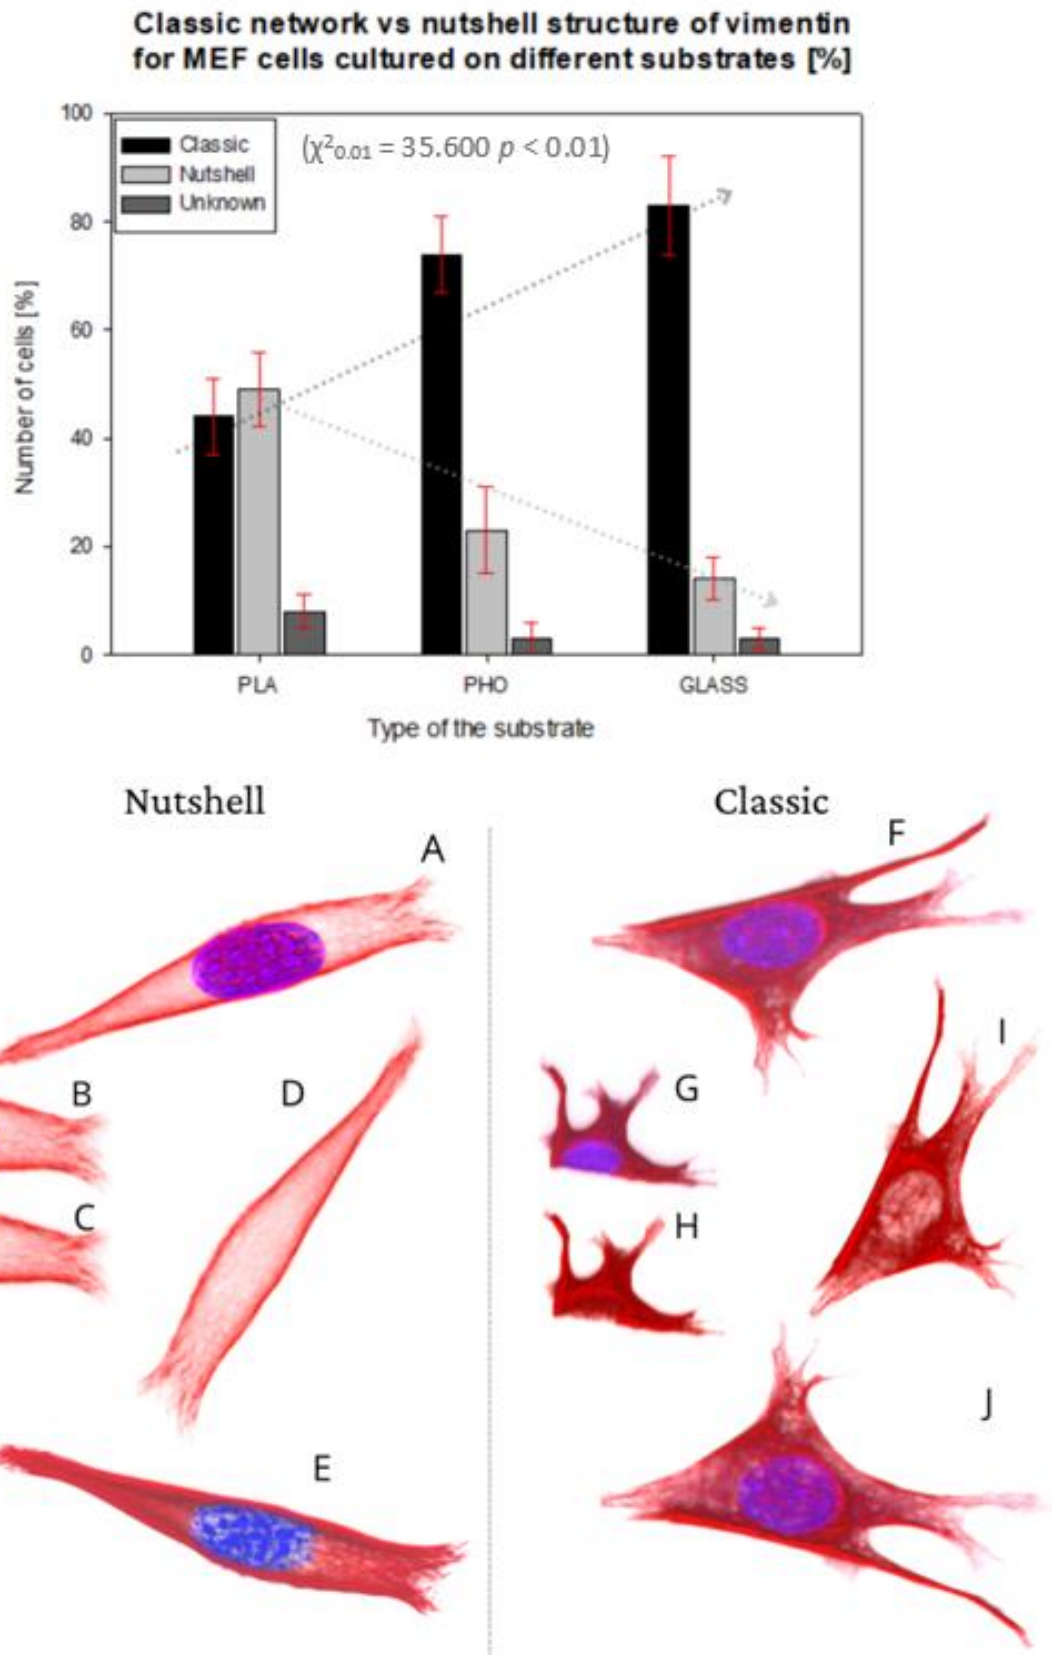 Classic network vs nutshell structure of vimentin
for MEF cells cultured on different substrates [%]
100
80
60
40
20
0
Number of cells [%]
Classic
Nutshell
Unknown
(χ²0.01 = 35.600 p < 0.01)
PLA
PHO
GLASS
Type of the substrate
Nutshell
Classic
A
F
B
D
G
I
C
H
E
J